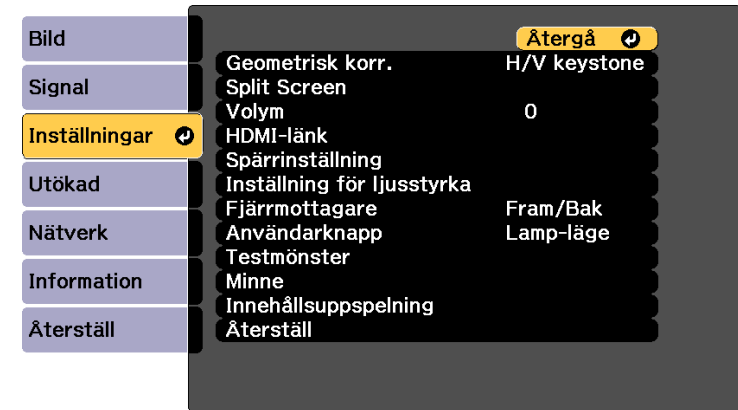 Bild
Signal
Inställningar
Utökad
Nätverk
Information
Återställ
Återgå
Geometrisk korr. H/V keystone
Split Screen
Volym 0
HDMI-länk
Spärrinställning
Inställning för ljusstyrka
Fjärrmottagare Fram/Bak
Användarknapp Lamp-läge
Testmönster
Minne
Innehållsuppspelning
Återställ